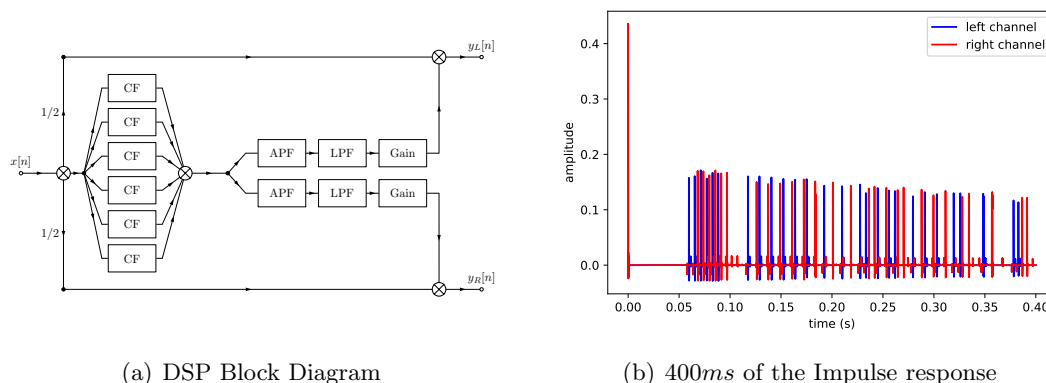 y_L[n]
CF
CF
1/2
CF
APF
LPF
Gain
x[n]
CF
APF
LPF
Gain
CF
1/2
CF
y_R[n]
(a) DSP Block Diagram
left channel
right channel
amplitude
0.4
0.3
0.2
0.1
0.0
0.00 0.05 0.10 0.15 0.20 0.25 0.30 0.35 0.40
time (s)
(b) 400ms of the Impulse response